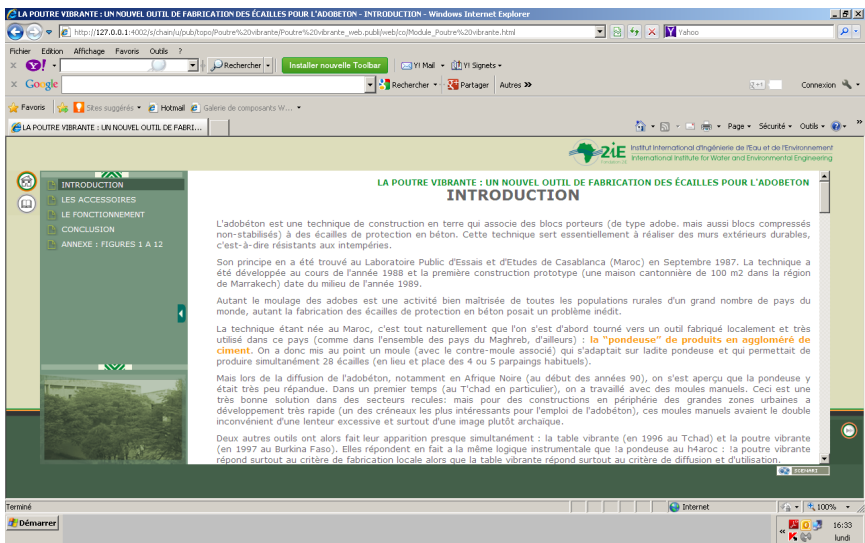 LA POUTRE VIBRANTE : UN NOUVEL OUTIL DE FABRICATION DES ÉCAILLES POUR L'ADOBETON - INTRODUCTION - Windows Internet Explorer
http://127.0.0.1:4002/s/chain/u/pub/topo/Poutre%20vibrante/Poutre%20vibrante_web.publi/web/co/Module_Poutre%20vibrante.html
Yahoo
Fichier Edition Affichage Favoris Outils ?
Y! Rechercher Installer nouvelle Toolbar Y! Mail Y! Signets
Google Rechercher Partager Autres Connexion
Favoris Sites suggérés Hotmail Galerie de composants W...
LA POUTRE VIBRANTE : UN NOUVEL OUTIL DE FABRI... Page Sécurité Outils
2iE
Fondation 2iE
Institut International d'Ingénierie de l'Eau et de l'Environnement
International Institute for Water and Environmental Engineering
INTRODUCTION
LES ACCESSOIRES
LE FONCTIONNEMENT
CONCLUSION
ANNEXE : FIGURES 1 A 12
LA POUTRE VIBRANTE : UN NOUVEL OUTIL DE FABRICATION DES ÉCAILLES POUR L'ADOBETON
INTRODUCTION
L'adobéton est une technique de construction en terre qui associe des blocs porteurs (de type adobe. mais aussi blocs compressés
non-stabilisés) à des écailles de protection en béton. Cette technique sert essentiellement à réaliser des murs extérieurs durables,
c'est-à-dire résistants aux intempéries.
Son principe en a été trouvé au Laboratoire Public d'Essais et d'Etudes de Casablanca (Maroc) en Septembre 1987. La technique a
été développée au cours de l'année 1988 et la première construction prototype (une maison cantonnière de 100 m2 dans la région
de Marrakech) date du milieu de l'année 1989.
Autant le moulage des adobes est une activité bien maîtrisée de toutes les populations rurales d'un grand nombre de pays du
monde, autant la fabrication des écailles de protection en béton posait un problème inédit.
La technique étant née au Maroc, c'est tout naturellement que l'on s'est d'abord tourné vers un outil fabriqué localement et très
utilisé dans ce pays (comme dans l'ensemble des pays du Maghreb, d'ailleurs) : la "pondeuse" de produits en aggloméré de
ciment. On a donc mis au point un moule (avec le contre-moule associé) qui s'adaptait sur ladite pondeuse et qui permettait de
produire simultanément 28 écailles (en lieu et place des 4 ou 5 parpaings habituels).
Mais lors de la diffusion de l'adobéton, notamment en Afrique Noire (au début des années 90), on s'est aperçu que la pondeuse y
était très peu répandue. Dans un premier temps (au T'chad en particulier), on a travaillé avec des moules manuels. Ceci est une
très bonne solution dans des secteurs recules: mais pour des constructions en périphérie des grandes zones urbaines a
développement très rapide (un des créneaux les plus intéressants pour l'emploi de l'adobéton), ces moules manuels avaient le double
inconvénient d'une lenteur excessive et surtout d'une image plutôt archaïque.
Deux autres outils ont alors fait leur apparition presque simultanément : la table vibrante (en 1996 au Tchad) et la poutre vibrante
(en 1997 au Burkina Faso). Elles répondent en fait a la même logique instrumentale que !a pondeuse au h4aroc : !a poutre vibrante
répond surtout au critère de fabrication locale alors que la table vibrante répond surtout au critère de diffusion et d'utilisation.
SCENARI
Terminé Internet 100%
Démarrer 16:33
lundi